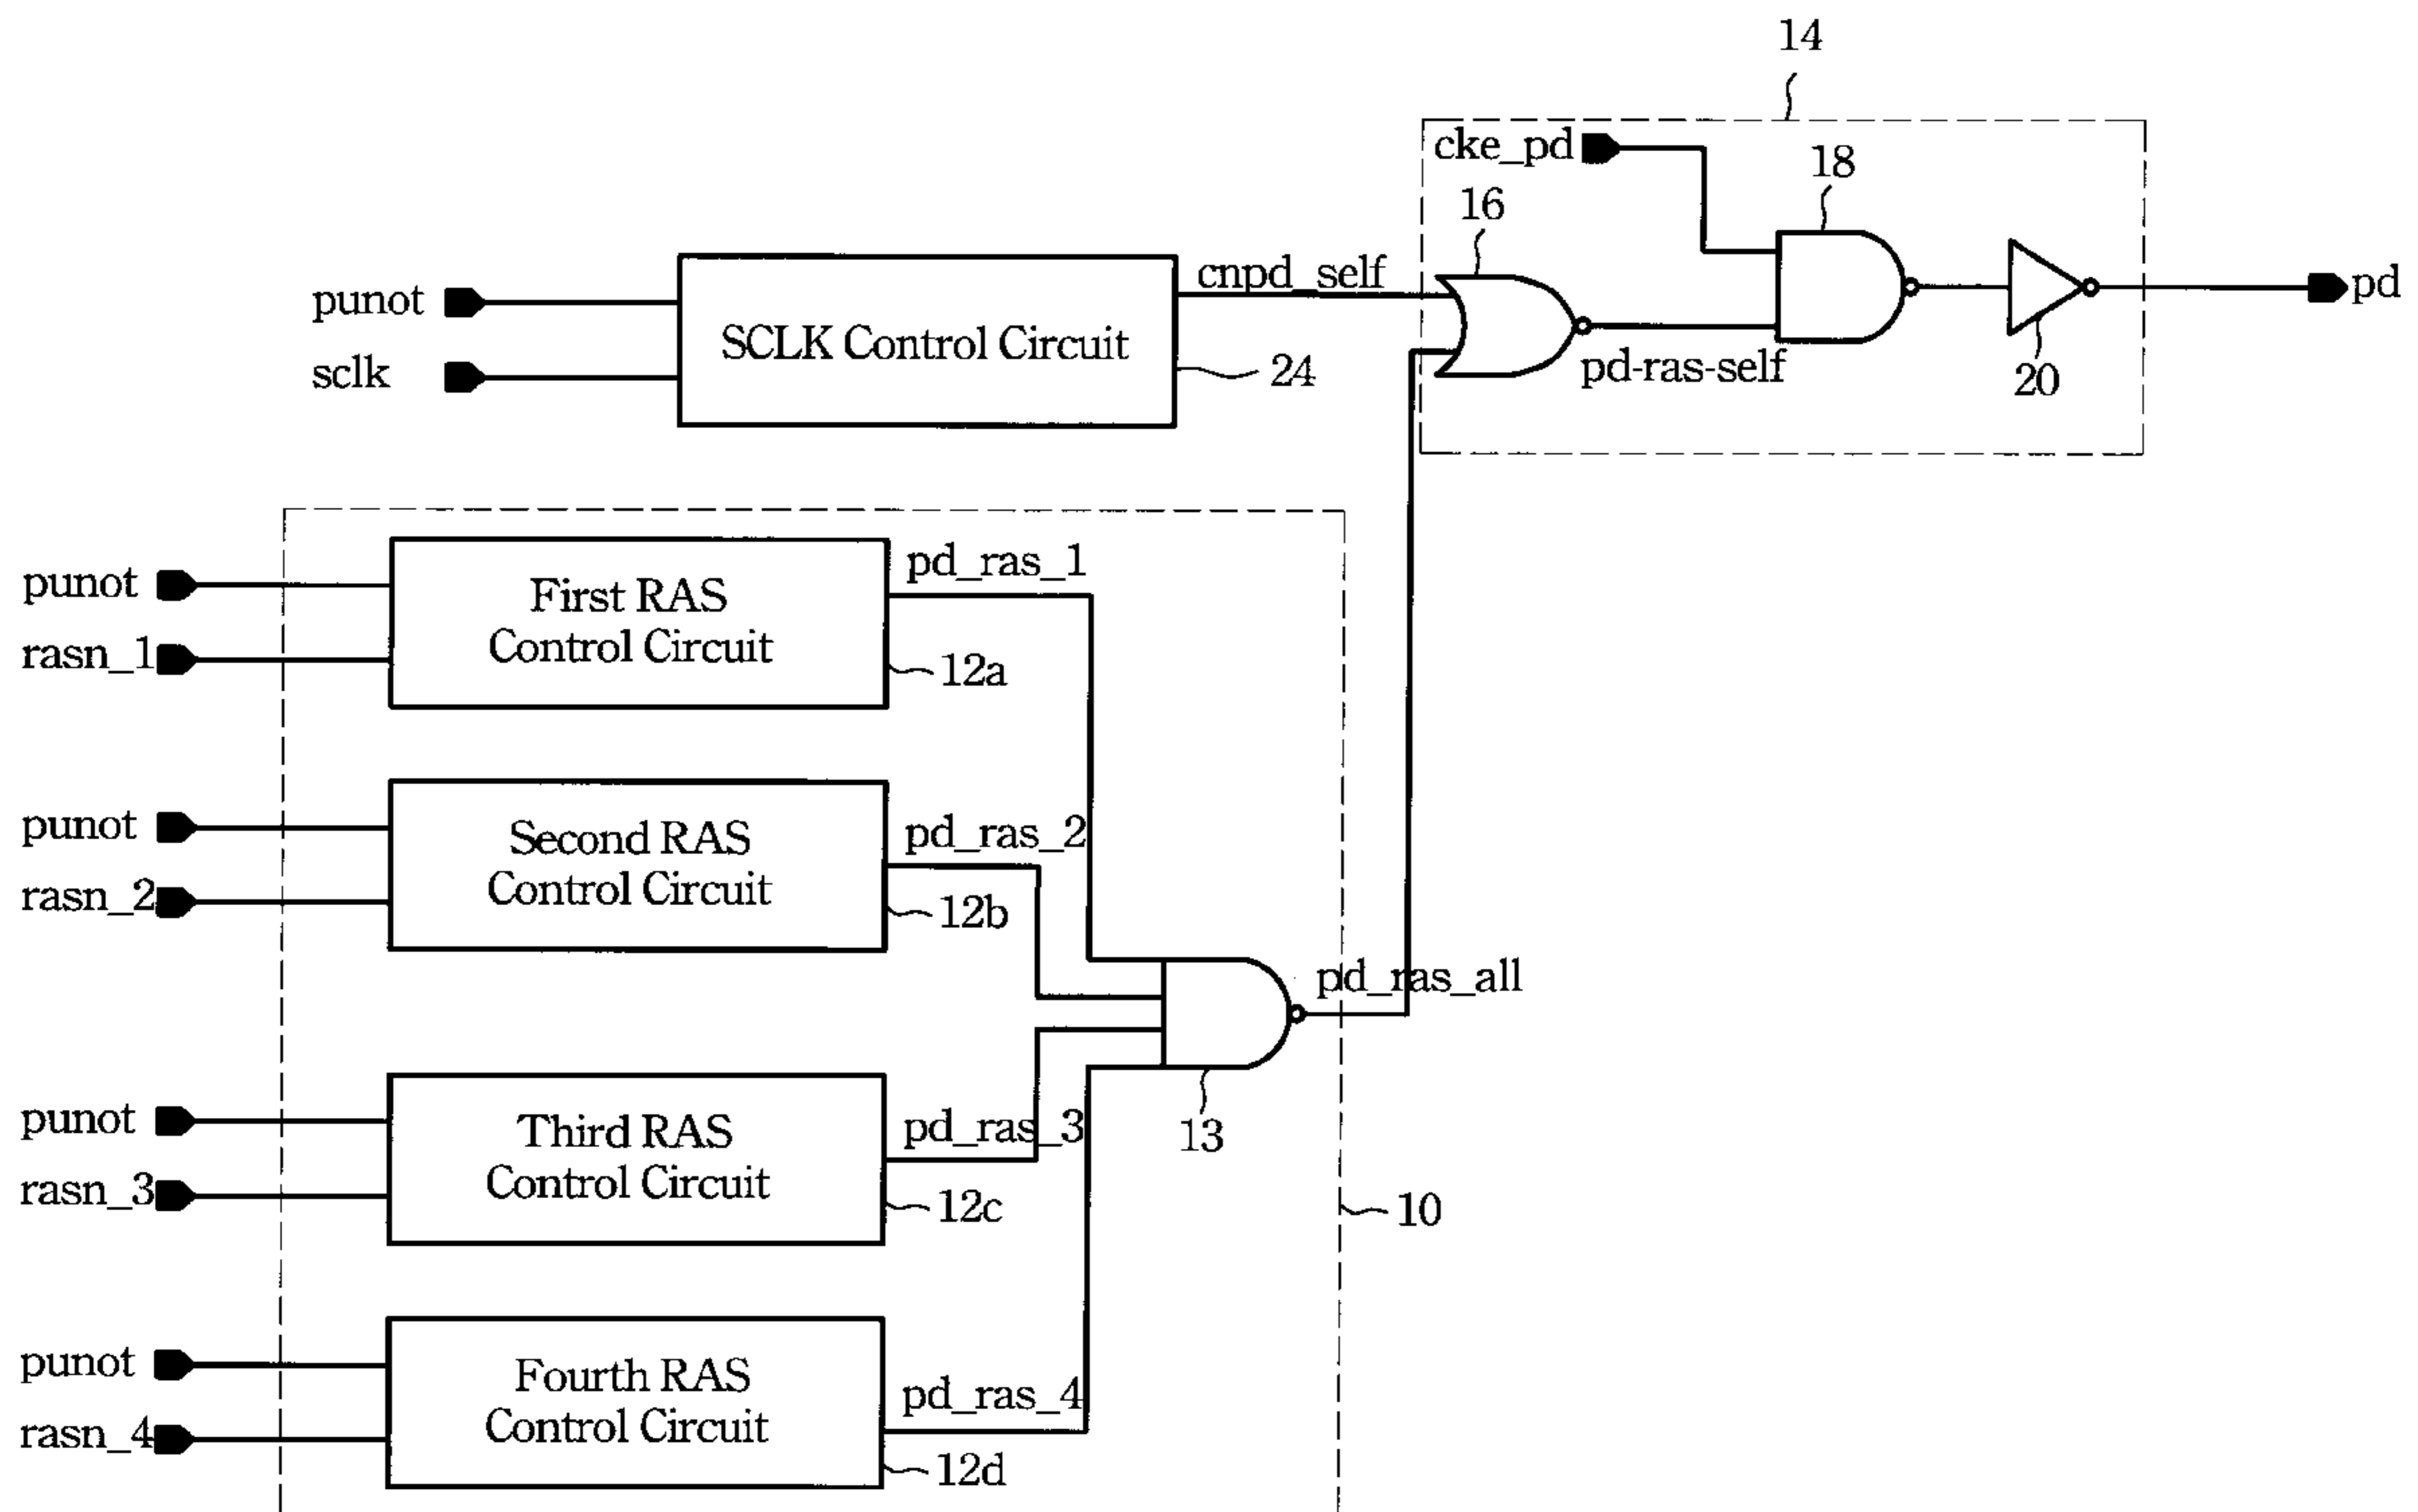 14
cke_pd
18
16
punot
cnpd_self
SCLK Control Circuit
pd
sclk
24
pd-ras-self
20
punot
First RAS
Control Circuit
pd_ras_1
rasn_1
12a
punot
Second RAS
Control Circuit
pd_ras_2
rasn_2
12b
pd_ras_all
punot
Third RAS
Control Circuit
pd_ras_3
13
rasn_3
12c
10
punot
Fourth RAS
Control Circuit
pd_ras_4
rasn_4
12d